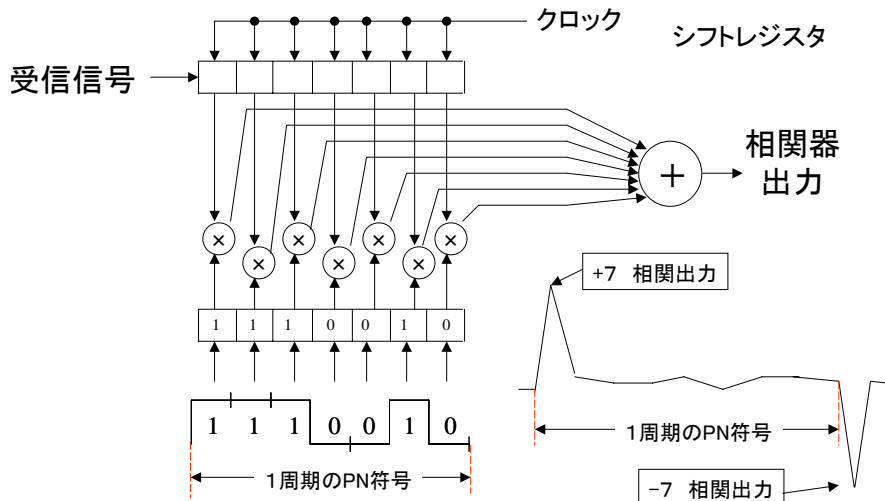 クロック
シフトレジスタ
受信信号
+
相関器
出力
× × × × × × ×
+7 相関出力
1 1 1 0 0 1 0
1 1 1 0 0 1 0
1周期のPN符号
1周期のPN符号
−7 相関出力